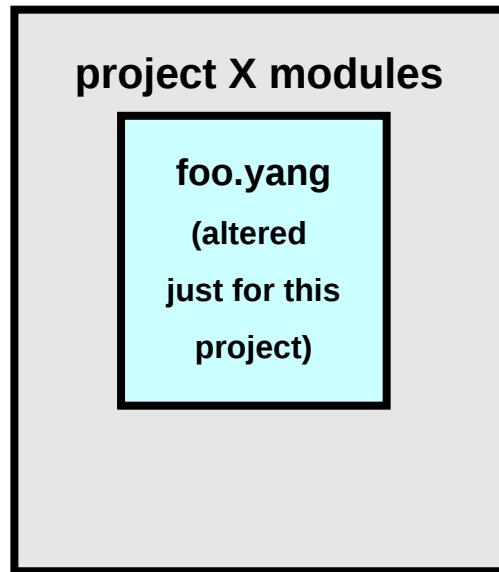 project X modules
foo.yang
(altered
just for this
project)